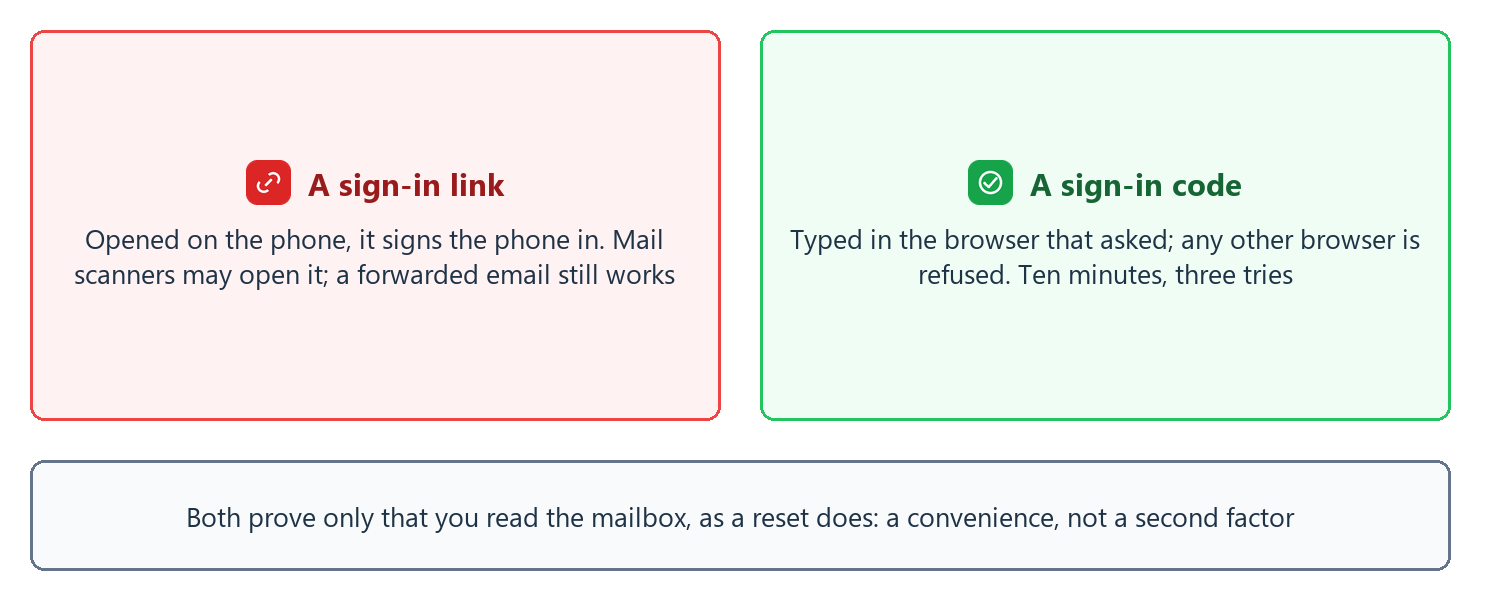 A sign-in link
Opened on the phone, it signs the phone in. Mail
scanners may open it; a forwarded email still works
A sign-in code
Typed in the browser that asked; any other browser is
refused. Ten minutes, three tries
Both prove only that you read the mailbox, as a reset does: a convenience, not a second factor